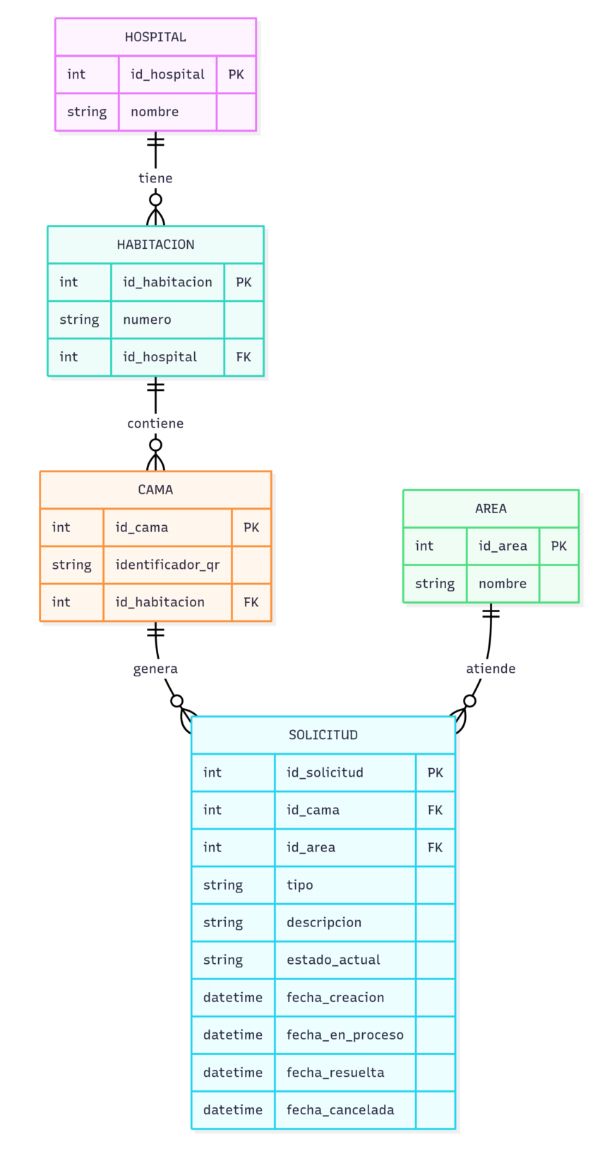 HOSPITAL
int id_hospital PK
string nombre
tiene
HABITACION
int id_habitacion PK
string numero
int id_hospital FK
contiene
CAMA
int id_cama PK
string identificador_qr
int id_habitacion FK
AREA
int id_area PK
string nombre
genera
atiende
SOLICITUD
int id_solicitud PK
int id_cama FK
int id_area FK
string tipo
string descripcion
string estado_actual
datetime fecha_creacion
datetime fecha_en_proceso
datetime fecha_resuelta
datetime fecha_cancelada